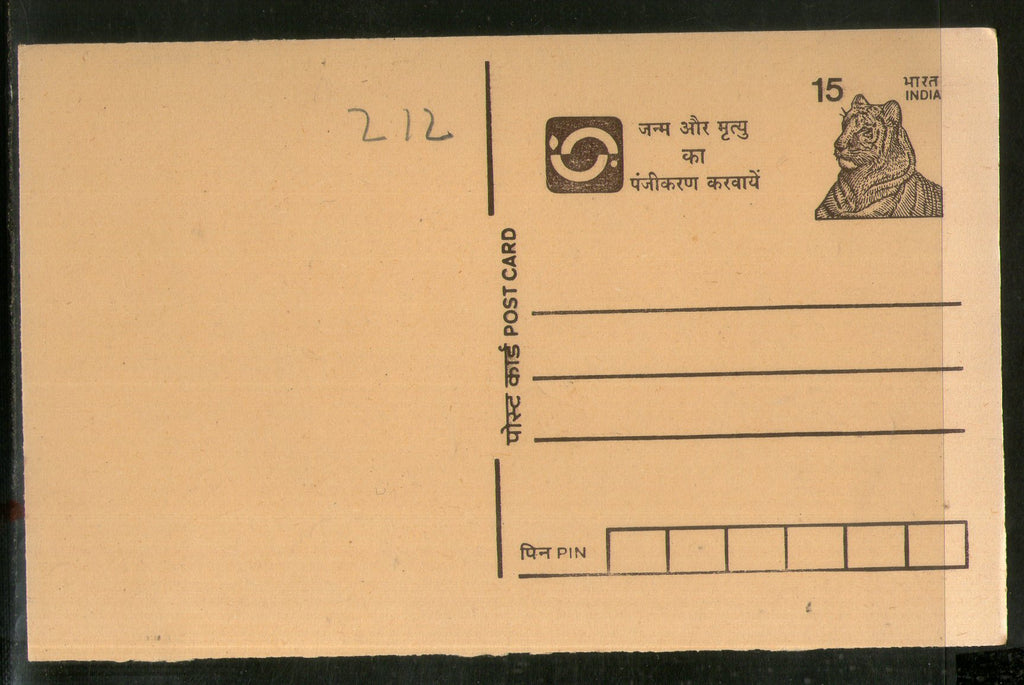 212
15
भारत
INDIA
जन्म और मृत्यु
का
पंजीकरण करवायें
पोस्ट कार्ड POST CARD
पिन PIN